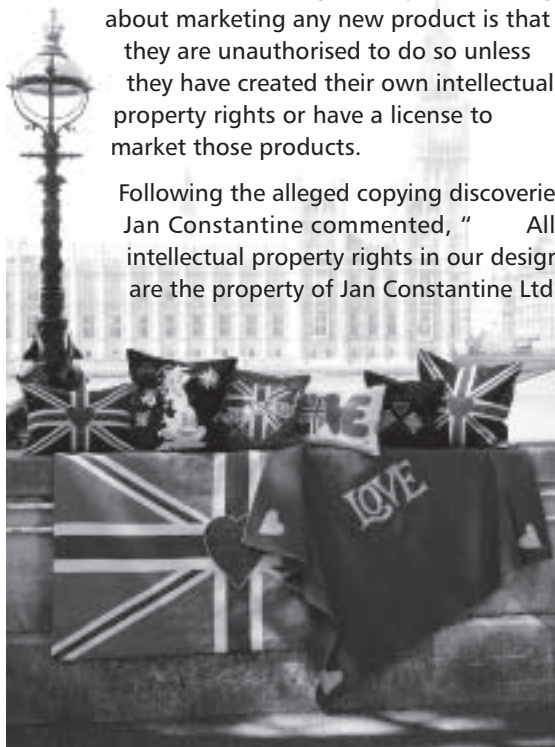 about marketing any new product is that
they are unauthorised to do so unless
they have created their own intellectual
property rights or have a license to
market those products.
Following the alleged copying discoverie
Jan Constantine commented, “ All
intellectual property rights in our design
are the property of Jan Constantine Ltd
LOVE